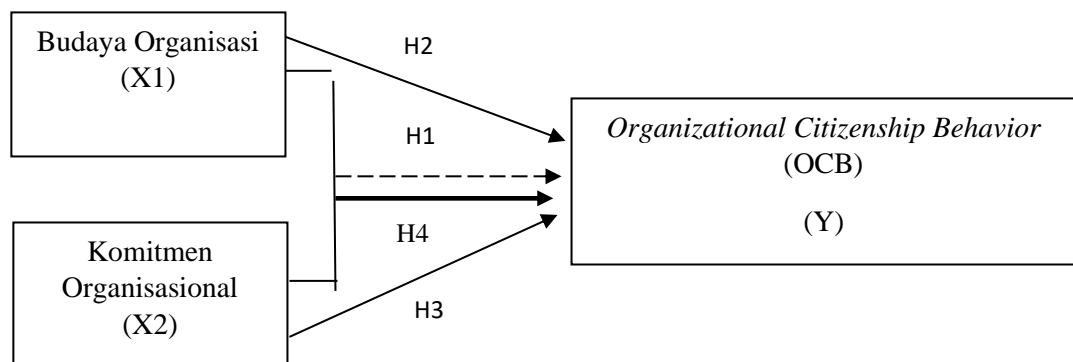 Budaya Organisasi
(X1)
H2
H1
Organizational Citizenship Behavior
(OCB)
(Y)
H4
Komitmen
Organisasional
(X2)
H3